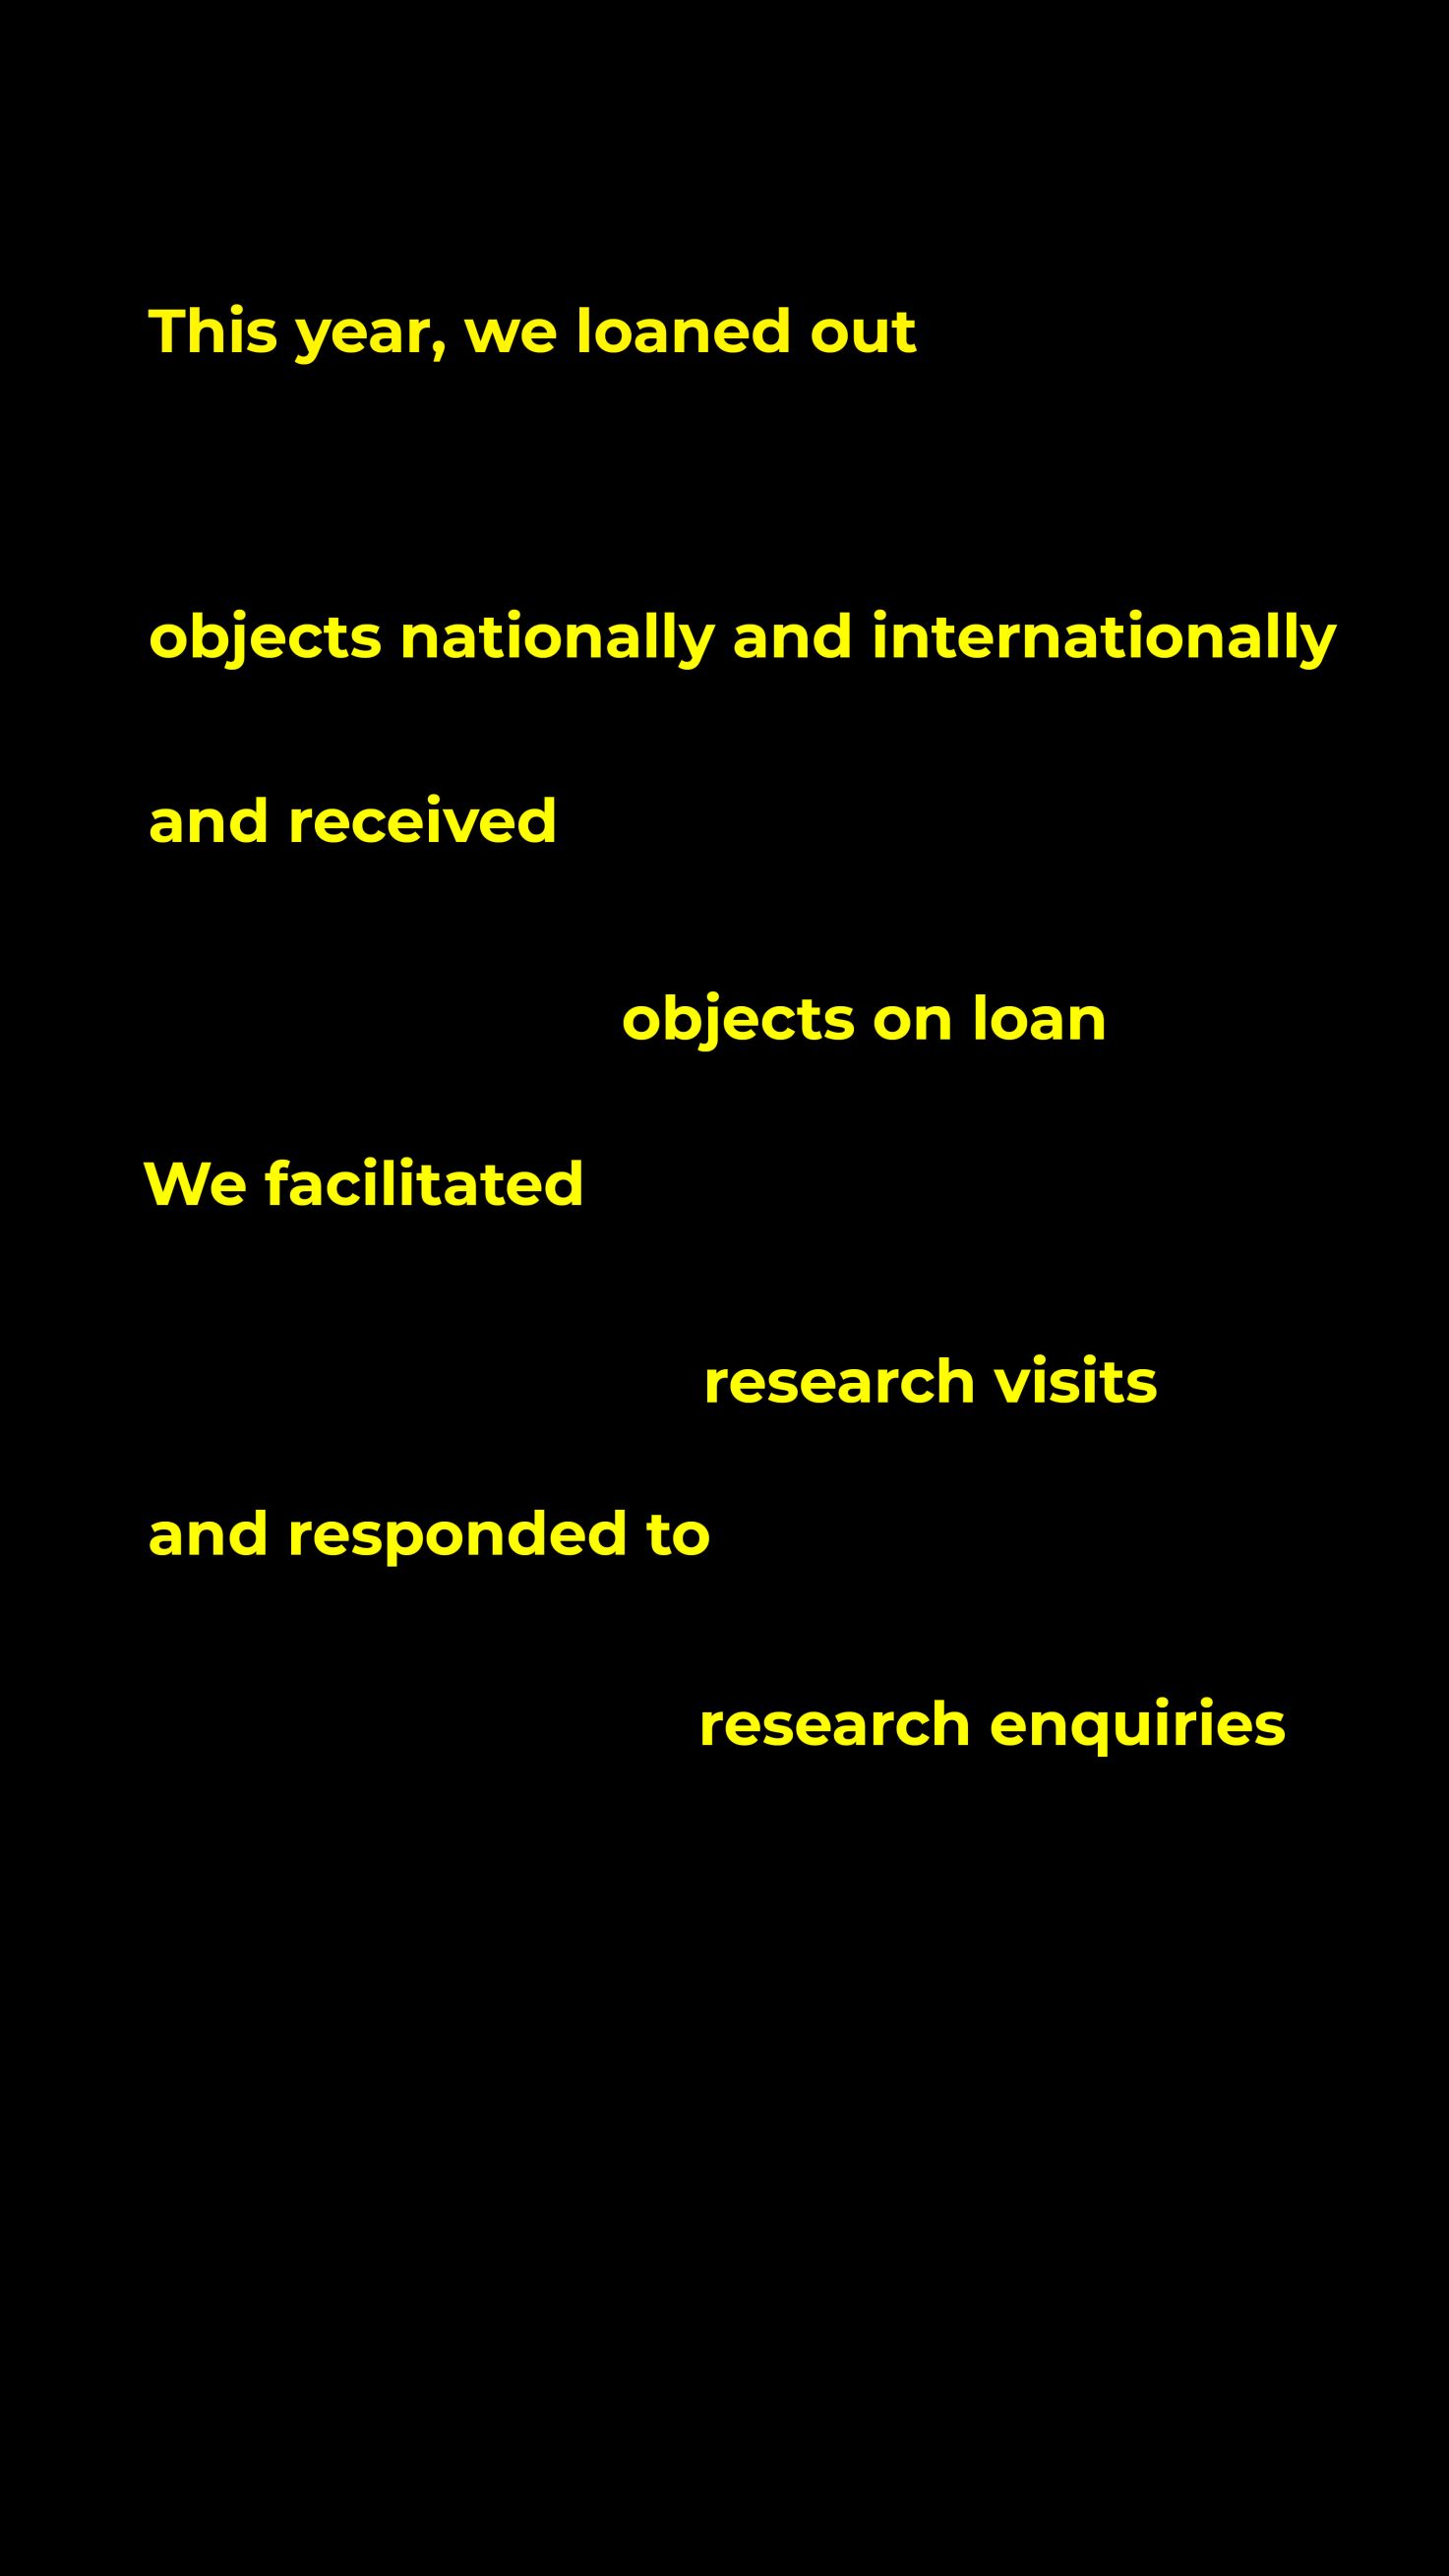 This year, we loaned out
objects nationally and internationally
and received
objects on loan
We facilitated
research visits
and responded to
research enquiries